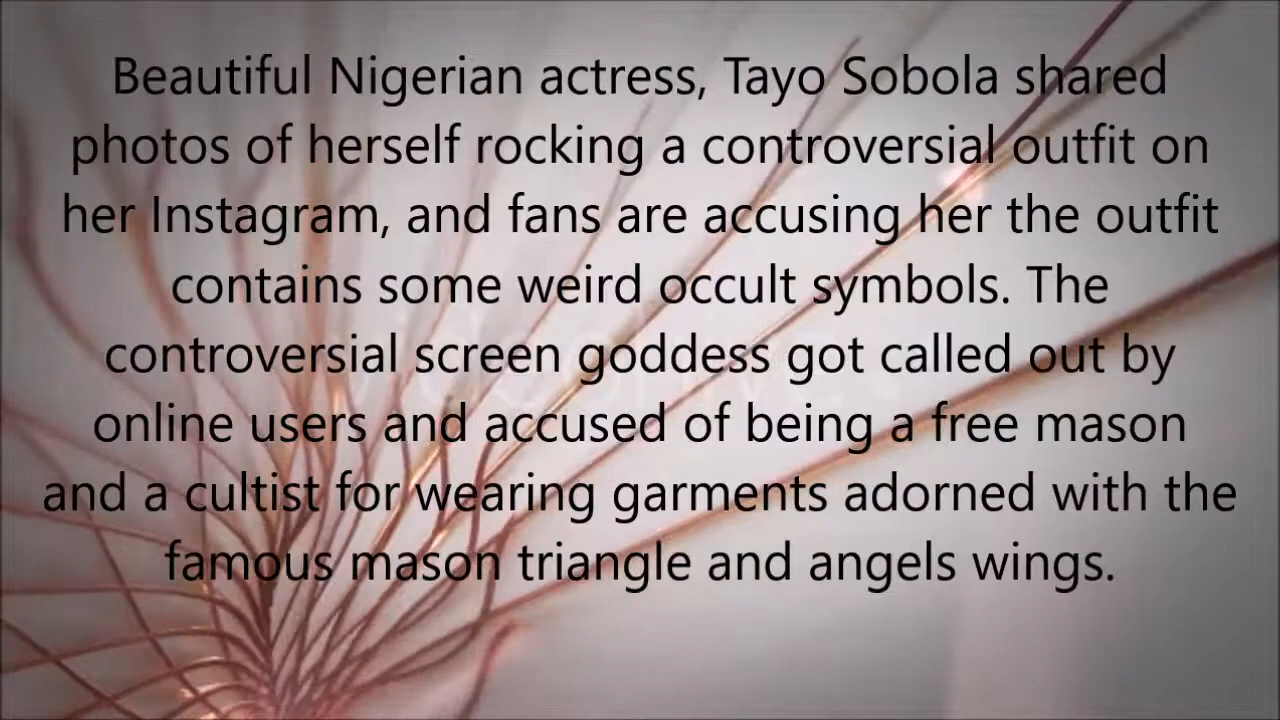 Beautiful Nigerian actress, Tayo Sobola shared
photos of herself rocking a controversial outfit on
her Instagram, and fans are accusing her the outfit
contains some weird occult symbols. The
controversial screen goddess got called out by
online users and accused of being a free mason
and a cultist for wearing garments adorned with the
famous mason triangle and angels wings.